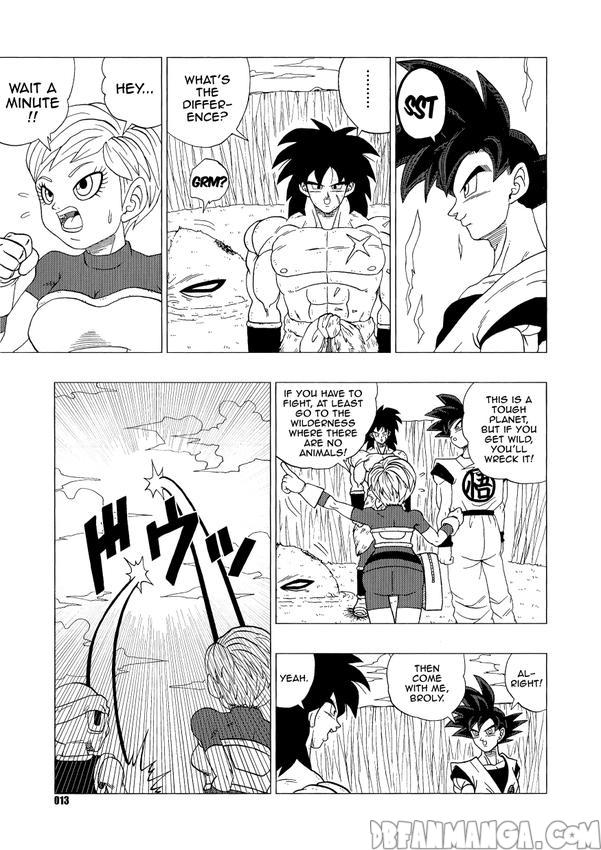 SST
.........
WHAT'S
THE
DIFFER-
ENCE?
GRM?
HEY...
WAIT A
MINUTE
!!
THIS IS A
TOUGH
PLANET,
BUT IF YOU
GET WILD,
YOU'LL
WRECK IT!
IF YOU HAVE TO
FIGHT, AT LEAST
GO TO THE
WILDERNESS
WHERE THERE
ARE NO
ANIMALS!
悟
ドウッ
AL-
RIGHT!
THEN
COME
WITH ME,
BROLY.
YEAH.
013
DBFANMANGA.COM